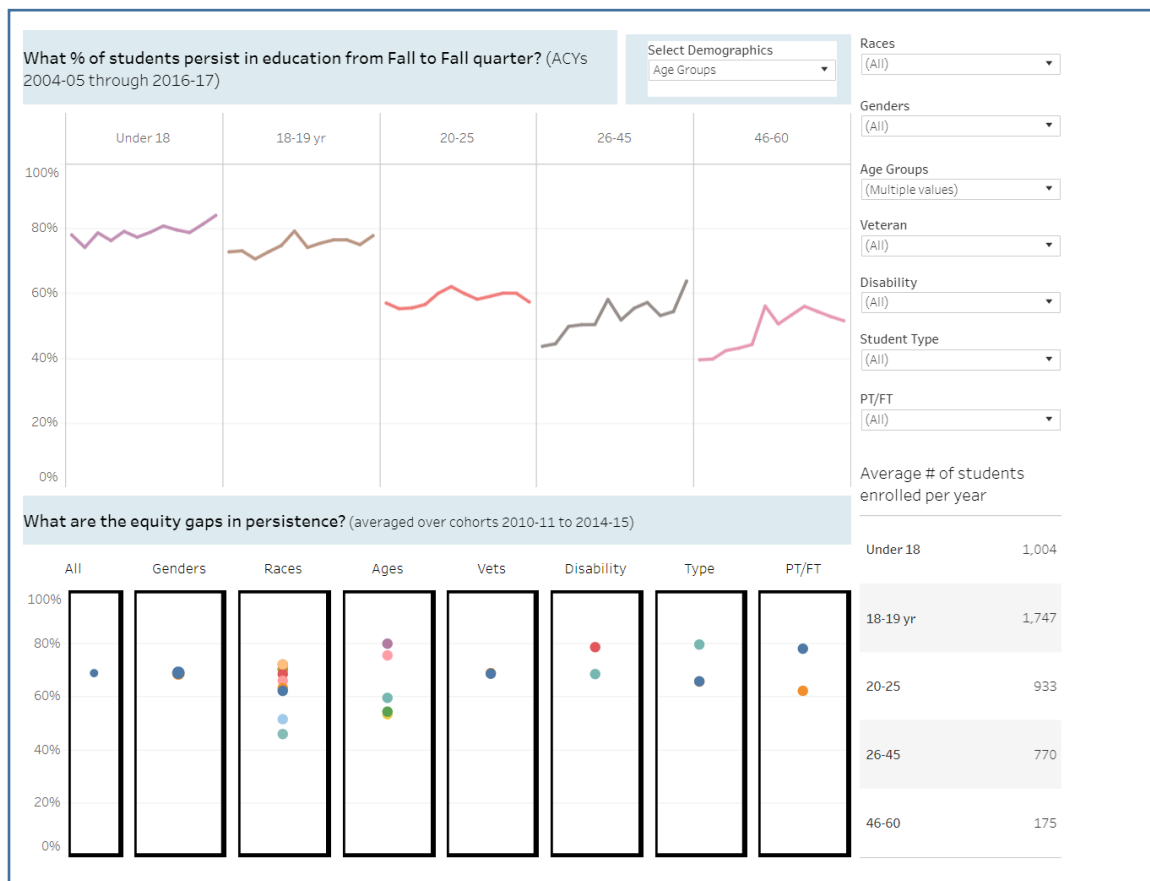 What % of students persist in education from Fall to Fall quarter? (ACYs
2004-05 through 2016-17)
Select Demographics
Age Groups
Under 18
18-19 yr
20-25
26-45
46-60
100%
80%
60%
40%
20%
0%
What are the equity gaps in persistence? (averaged over cohorts 2010-11 to 2014-15)
All
Genders
Races
Ages
Vets
Disability
Type
PT/FT
100%
80%
60%
40%
20%
0%
Races
(All)
Genders
(All)
Age Groups
(Multiple values)
Veteran
(All)
Disability
(All)
Student Type
(All)
PT/FT
(All)
Average # of students
enrolled per year
Under 18 1,004
18-19 yr 1,747
20-25 933
26-45 770
46-60 175